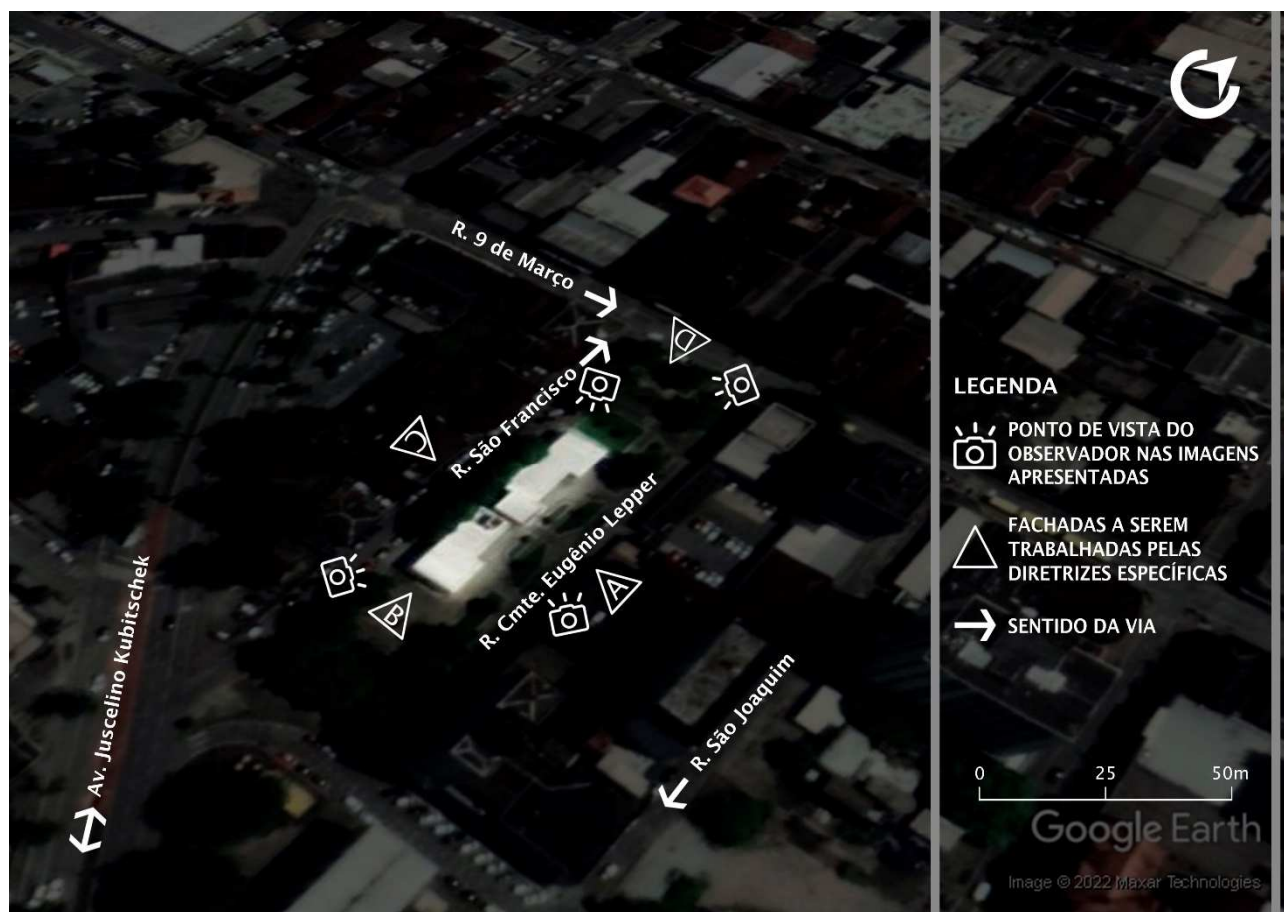 R. 9 de Março
R. São Francisco
D
C
R. Cmte. Eugênio Lepper
A
B
R. São Joaquim
Av. Juscelino Kubitschek
LEGENDA
PONTO DE VISTA DO
OBSERVADOR NAS IMAGENS
APRESENTADAS
FACHADAS A SEREM
TRABALHADAS PELAS
DIRETRIZES ESPECÍFICAS
SENTIDO DA VIA
0 25 50m
Google Earth
Image © 2022 Maxar Technologies